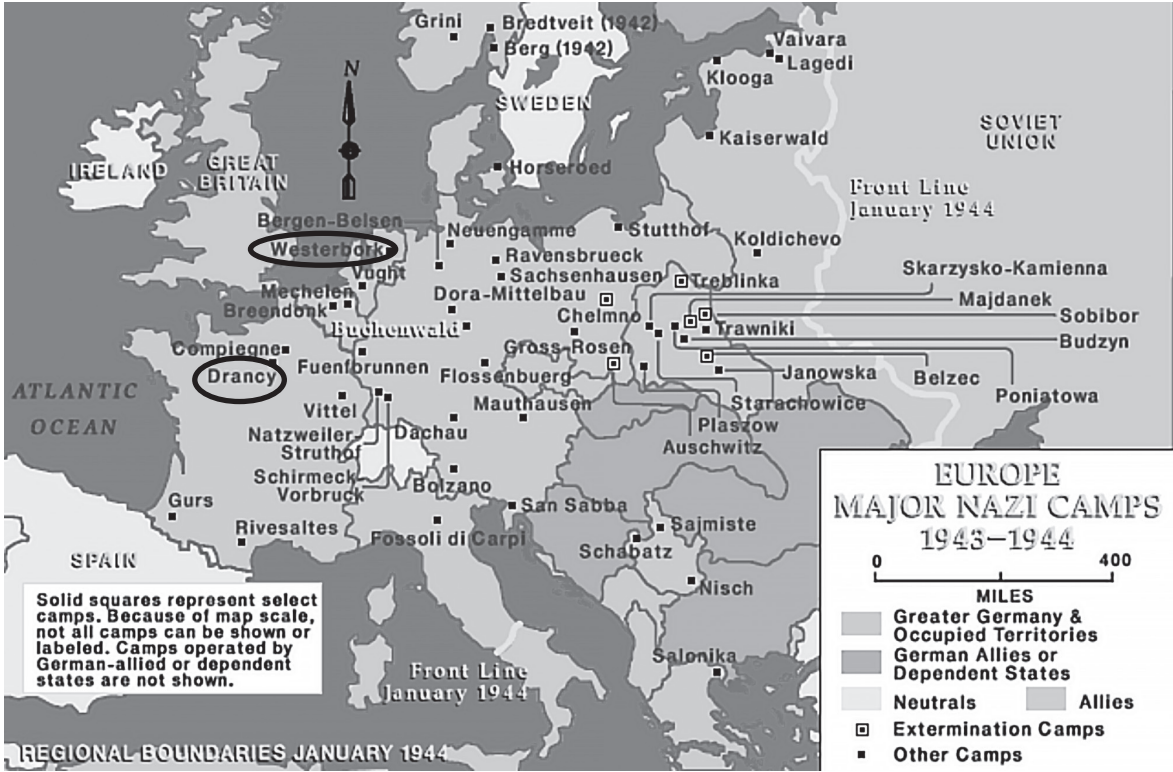 Grini
Bredtveit (1942)
Berg (1942)
Vaivara
Lagedi
Klooga
N
SWEDEN
SOVIET
UNION
Kaiserwald
IRELAND
GREAT
BRITAIN
Horseroed
Front Line
January 1944
Bergen-Belsen
Neuengamme
Stutthof
Koldichevo
Westerbork
Ravensbrueck
Sachsenhausen
Vught
Treblinka
Skarzysko-Kamienna
Mechelen
Dora-Mittelbau
Majdanek
Breendonk
Chelmno
Sobibor
Buchenwald
Trawniki
Budzyn
Compiegne
Gross-Rosen
Drancy
Fuenbrunnen
Flossenbuerg
Janowska
Belzec
Poniatowa
ATLANTIC
OCEAN
Vittel
Mauthausen
Starachowice
Plaszow
Auschwitz
Natzweiler-
Struthof
Dachau
Schirmeck
Vorbruck
Bolzano
Gurs
San Sabba
Sajmiste
Rivesaltes
Fossoli di Carpi
Schabatz
SPAIN
Nisch
Salonika
Front Line
January 1944
Solid squares represent select
camps. Because of map scale,
not all camps can be shown or
labeled. Camps operated by
German-allied or dependent
states are not shown.
REGIONAL BOUNDARIES JANUARY 1944
EUROPE
MAJOR NAZI CAMPS
1943–1944
0 400
MILES
Greater Germany &
Occupied Territories
German Allies or
Dependent States
Neutrals Allies
Extermination Camps
Other Camps